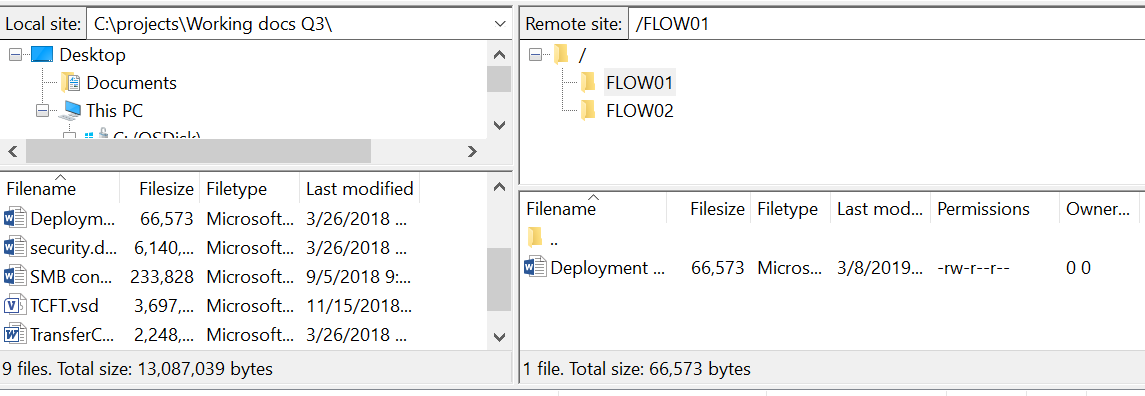 Local site: C:\projects\Working docs Q3\
Desktop
Documents
This PC
C: (OSDisk)
Filename Filesize Filetype Last modified
Deploym... 66,573 Microsoft... 3/26/2018 ...
security.d... 6,140,... Microsoft... 3/26/2018 ...
SMB con... 233,828 Microsoft... 9/5/2018 9:...
TCFT.vsd 3,697,... Microsoft... 11/15/2018...
TransferC... 2,248,... Microsoft... 3/26/2018 ...
9 files. Total size: 13,087,039 bytes
Remote site: /FLOW01
/
FLOW01
FLOW02
Filename Filesize Filetype Last mod... Permissions Owner...
..
Deployment ... 66,573 Micros... 3/8/2019... -rw-r--r-- 0 0
1 file. Total size: 66,573 bytes